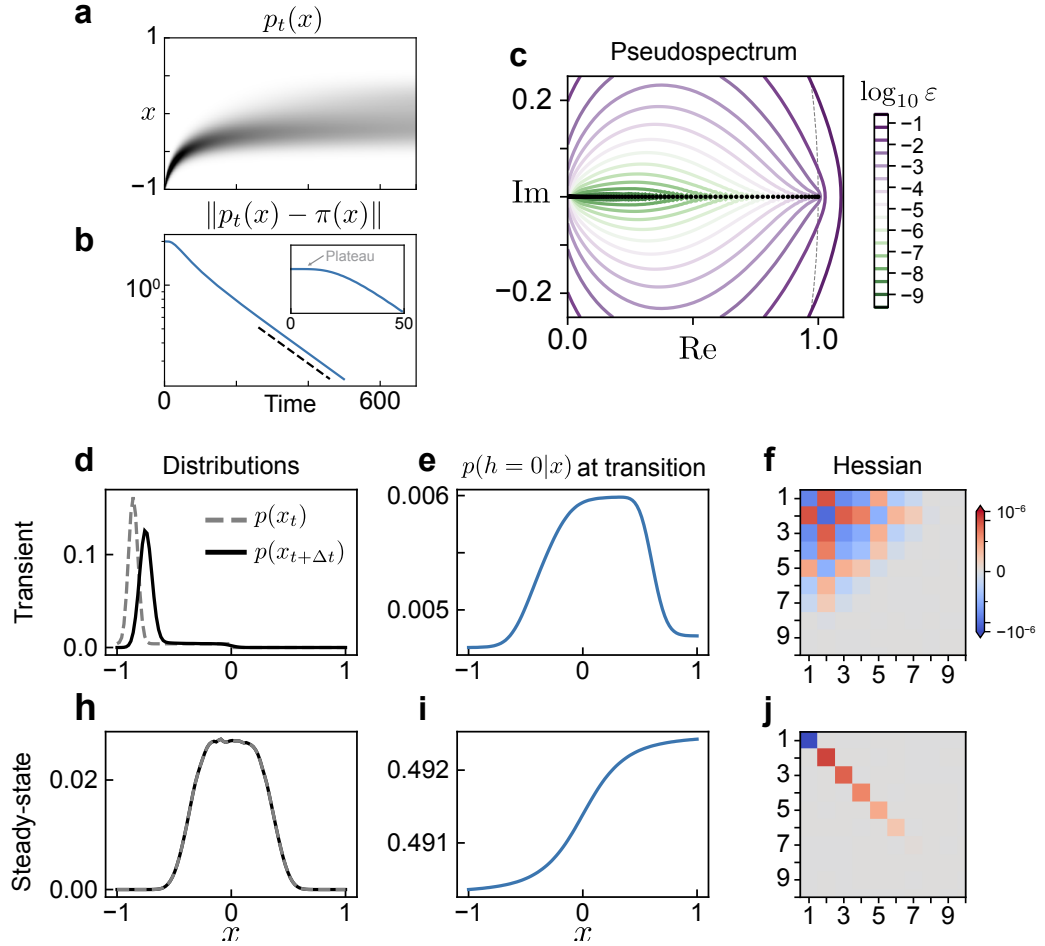 a
p_t(x)
1
x
−1
‖p_t(x) − π(x)‖
b
10⁰
Plateau
0 50
0 Time 600
c
Pseudospectrum
0.2
Im
−0.2
0.0 Re 1.0
log₁₀ ε
−1
−2
−3
−4
−5
−6
−7
−8
−9
d
Distributions
Transient
0.1
0.0
−1 0 1
p(x_t)
p(x_{t+Δt})
e
p(h = 0|x) at transition
0.006
0.005
−1 0 1
f
Hessian
1
3
5
7
9
1 3 5 7 9
10⁻⁶
0
−10⁻⁶
h
Steady-state
0.02
0.00
−1 0 1
x
i
0.492
0.491
−1 0 1
x
j
1
3
5
7
9
1 3 5 7 9